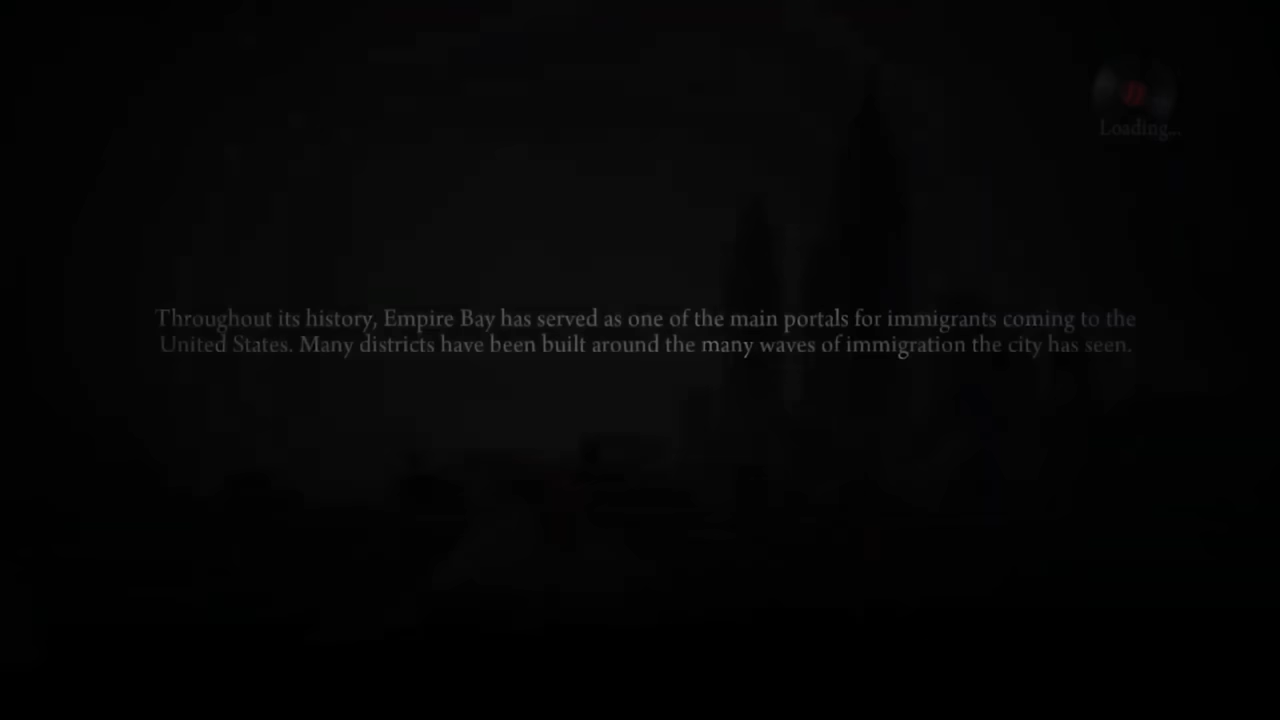 Loading...
Throughout its history, Empire Bay has served as one of the main portals for immigrants coming to the
United States. Many districts have been built around the many waves of immigration the city has seen.